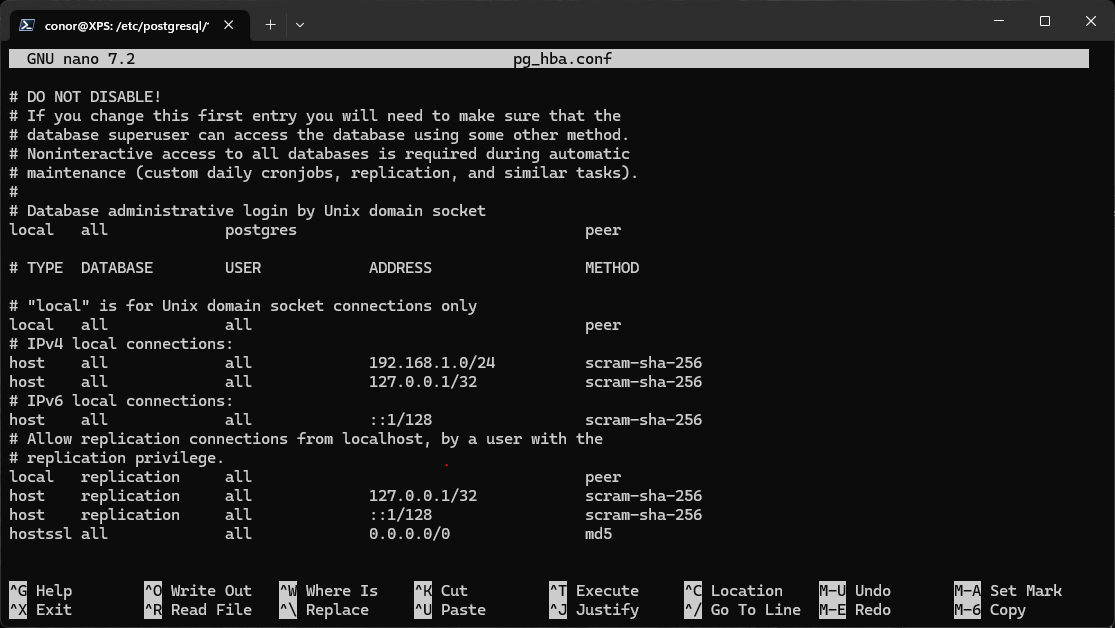 conor@XPS: /etc/postgresql/
GNU nano 7.2 pg_hba.conf
# DO NOT DISABLE!
# If you change this first entry you will need to make sure that the
# database superuser can access the database using some other method.
# Noninteractive access to all databases is required during automatic
# maintenance (custom daily cronjobs, replication, and similar tasks).
#
# Database administrative login by Unix domain socket
local all postgres peer
# TYPE DATABASE USER ADDRESS METHOD
# "local" is for Unix domain socket connections only
local all all peer
# IPv4 local connections:
host all all 192.168.1.0/24 scram-sha-256
host all all 127.0.0.1/32 scram-sha-256
# IPv6 local connections:
host all all ::1/128 scram-sha-256
# Allow replication connections from localhost, by a user with the
# replication privilege.
local replication all peer
host replication all 127.0.0.1/32 scram-sha-256
host replication all ::1/128 scram-sha-256
hostssl all all 0.0.0.0/0 md5
^G Help ^O Write Out ^W Where Is ^K Cut ^T Execute ^C Location M-U Undo M-A Set Mark
^X Exit ^R Read File ^\ Replace ^U Paste ^J Justify ^/ Go To Line M-E Redo M-6 Copy